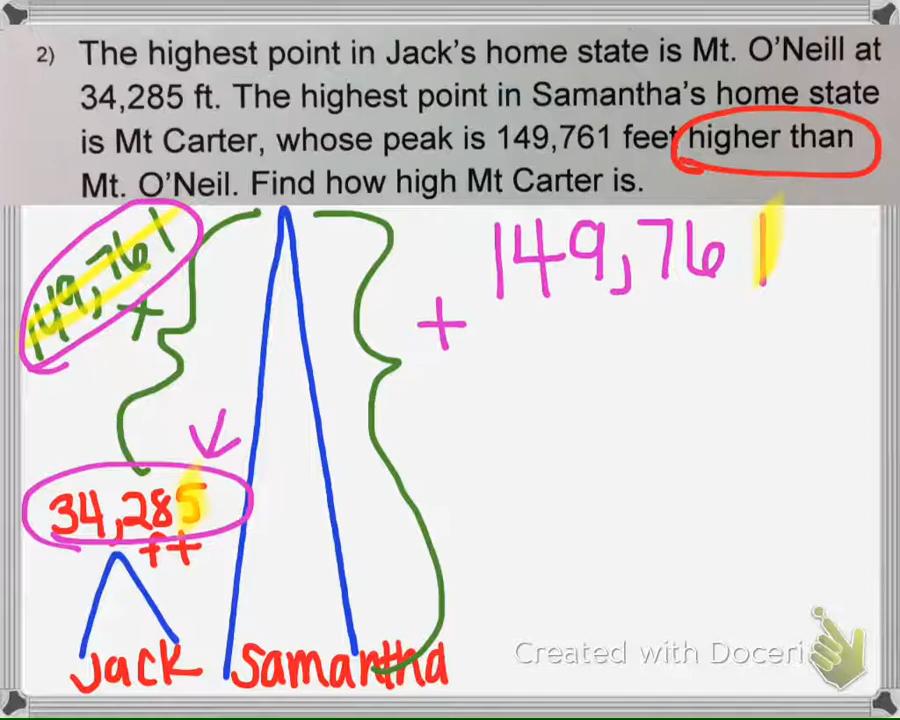 2) The highest point in Jack's home state is Mt. O'Neill at
34,285 ft. The highest point in Samantha's home state
is Mt Carter, whose peak is 149,761 feet higher than
Mt. O'Neil. Find how high Mt Carter is.
149,761
+
149,761
+
34,285
ft
Jack
Samantha
Created with Doceri